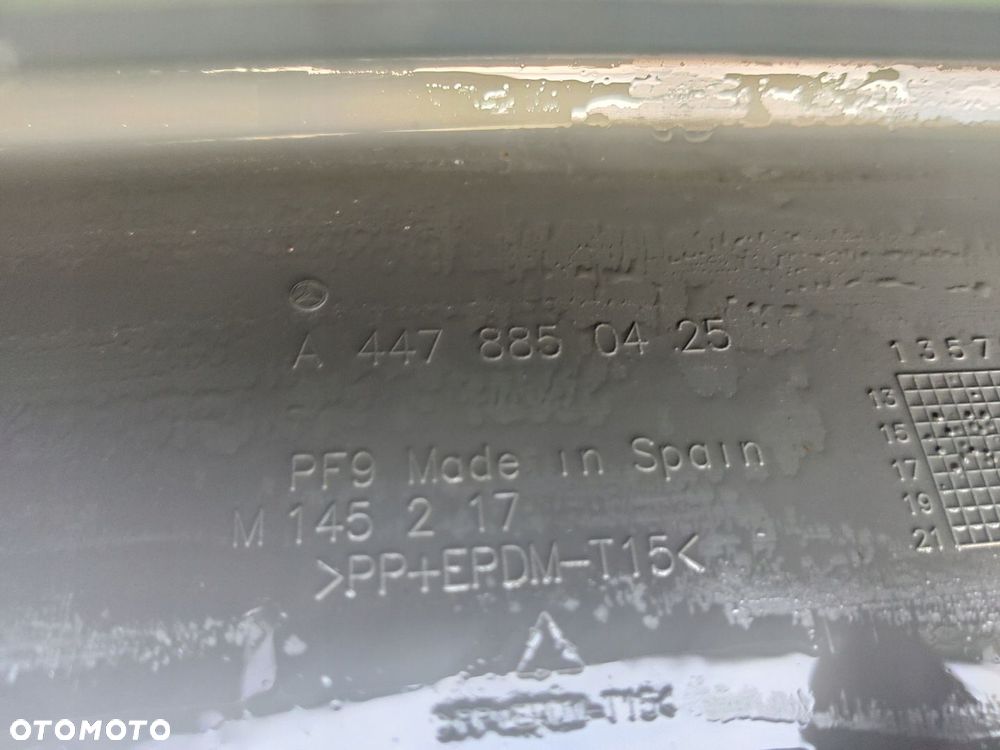 A 447 885 04 25
1 3 5 7
13
15
17
19
21
PF9 Made in Spain
M 145 2 17
>PP+EPDM-T15<
OTOMOTO